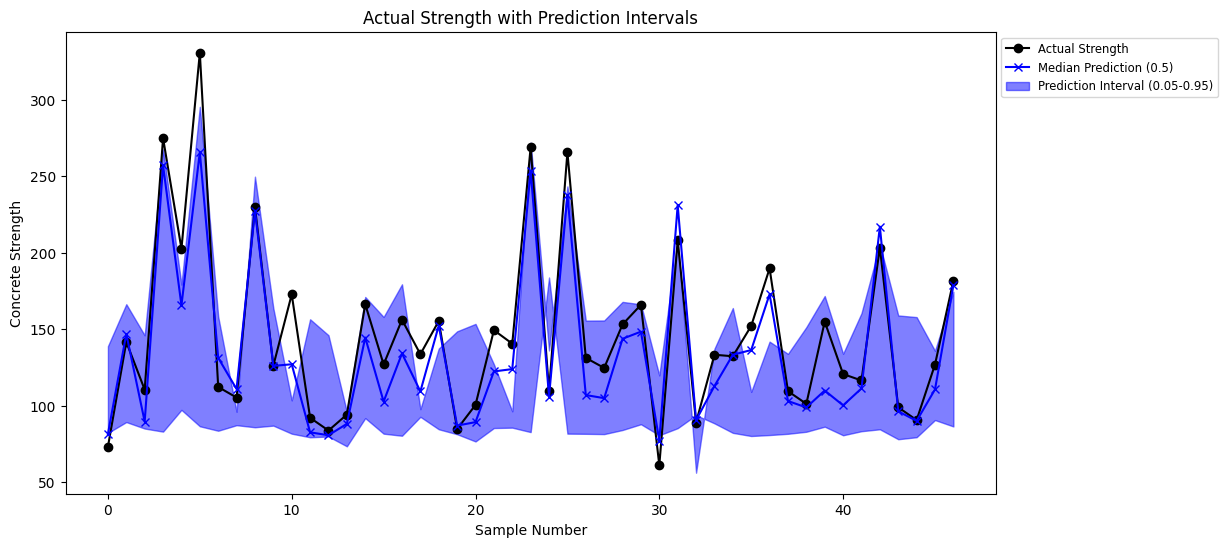 Actual Strength with Prediction Intervals
Actual Strength
Median Prediction (0.5)
Prediction Interval (0.05-0.95)
Concrete Strength
300
250
200
150
100
50
0
10
20
30
40
Sample Number